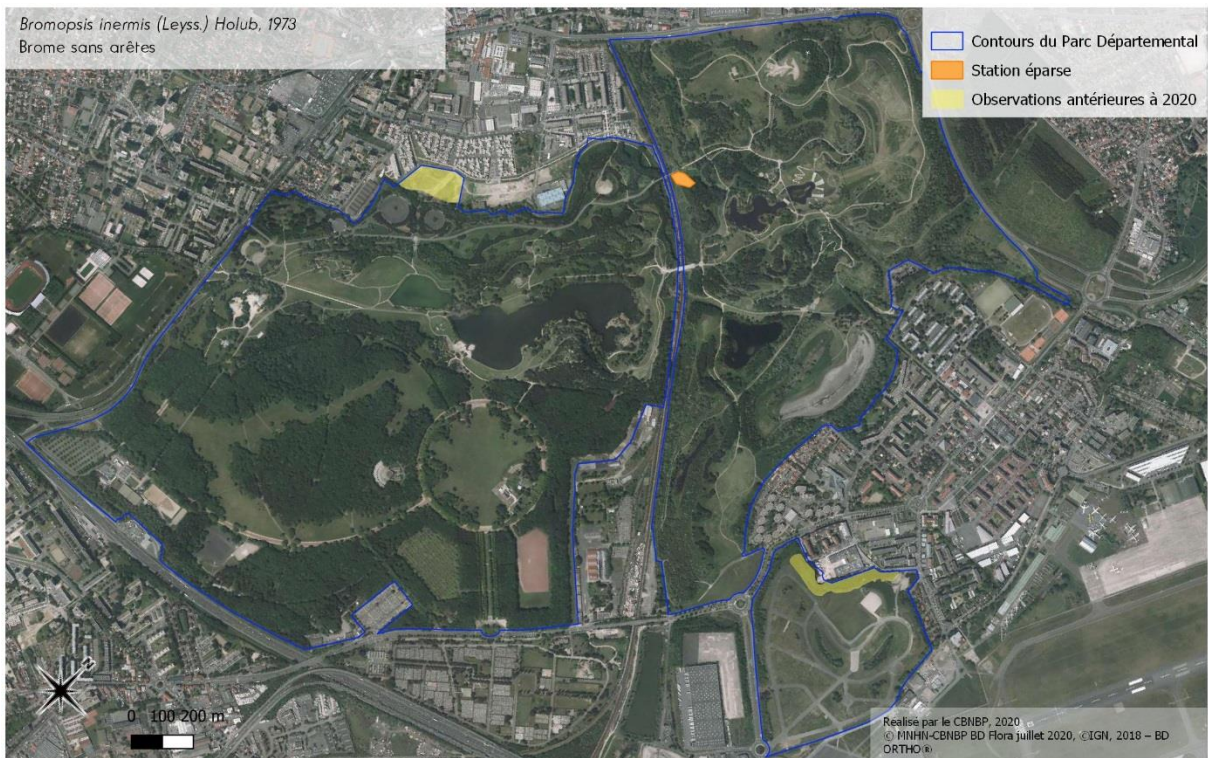 Bromopsis inermis (Leyss.) Holub, 1973
Brome sans arêtes
Contours du Parc Départemental
Station éparse
Observations antérieures à 2020
N
0 100 200 m
Realisé par le CBNBP, 2020
© MNHN-CBNBP BD Flora juillet 2020, ©IGN, 2018 – BD
ORTHO®